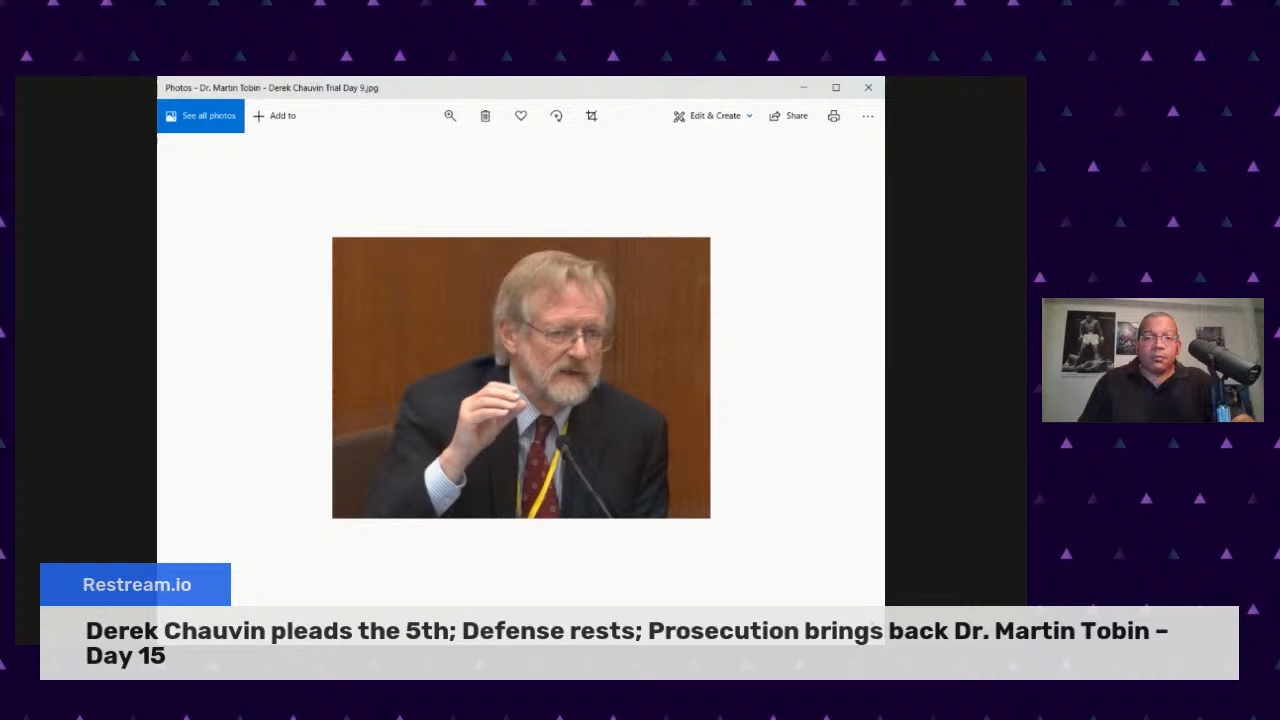 Photos - Dr. Martin Tobin - Derek Chauvin Trial Day 9.jpg
See all photos
Add to
Edit & Create
Share
Restream.io
Derek Chauvin pleads the 5th; Defense rests; Prosecution brings back Dr. Martin Tobin –
Day 15